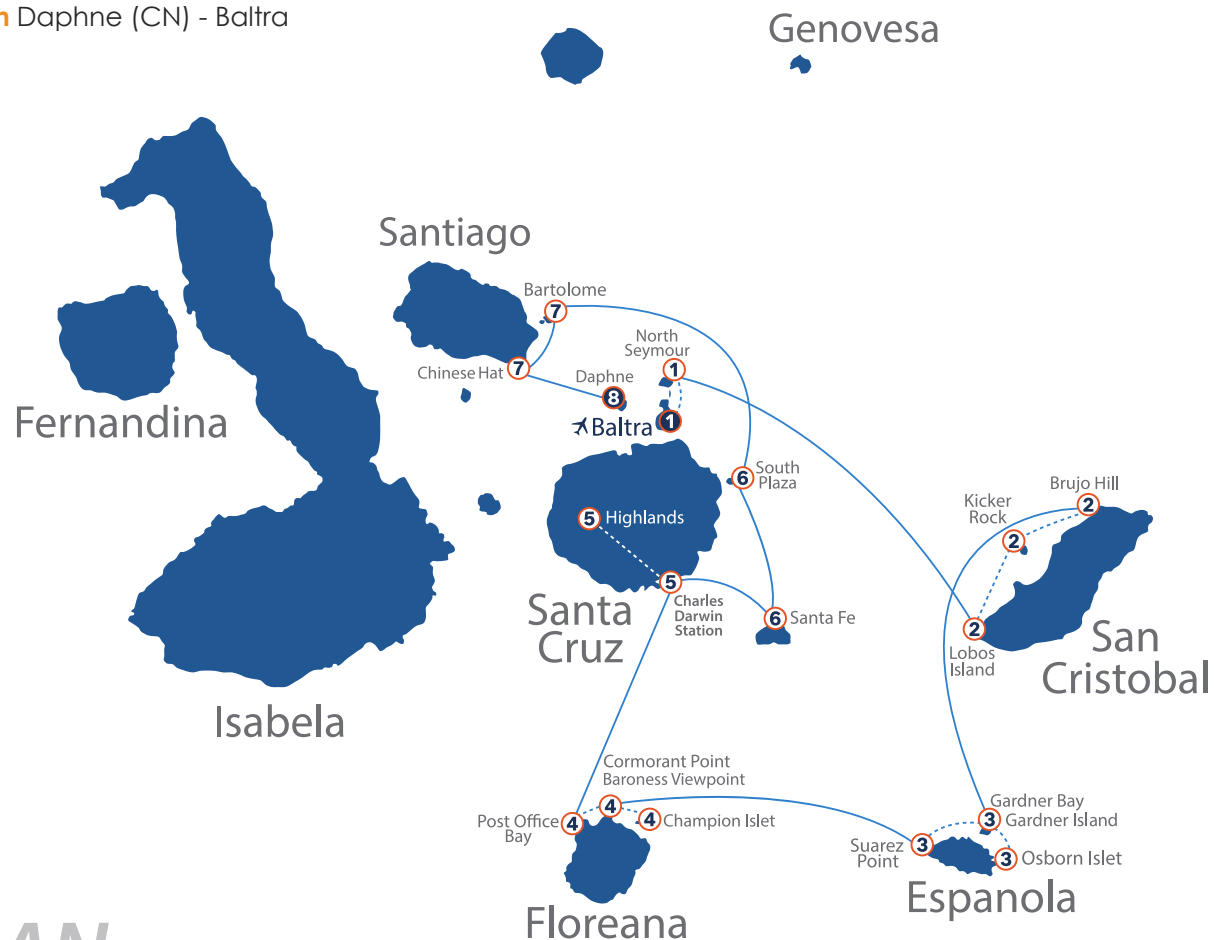 n Daphne (CN) - Baltra
Genovesa
Santiago
Bartolome
7
North
Seymour
1
Chinese Hat
7
Daphne
8
Fernandina
Baltra
1
South
Plaza
6
Brujo Hill
2
Kicker
Rock
2
5
Highlands
5
Charles
Darwin
Station
Santa
Cruz
6
Santa Fe
2
Lobos
Island
San
Cristobal
Isabela
Cormorant Point
Baroness Viewpoint
4
Post Office
Bay
4
4
Champion Islet
Gardner Bay
Gardner Island
3
Suarez
Point
3
3
Osborn Islet
Espanola
Floreana
AN